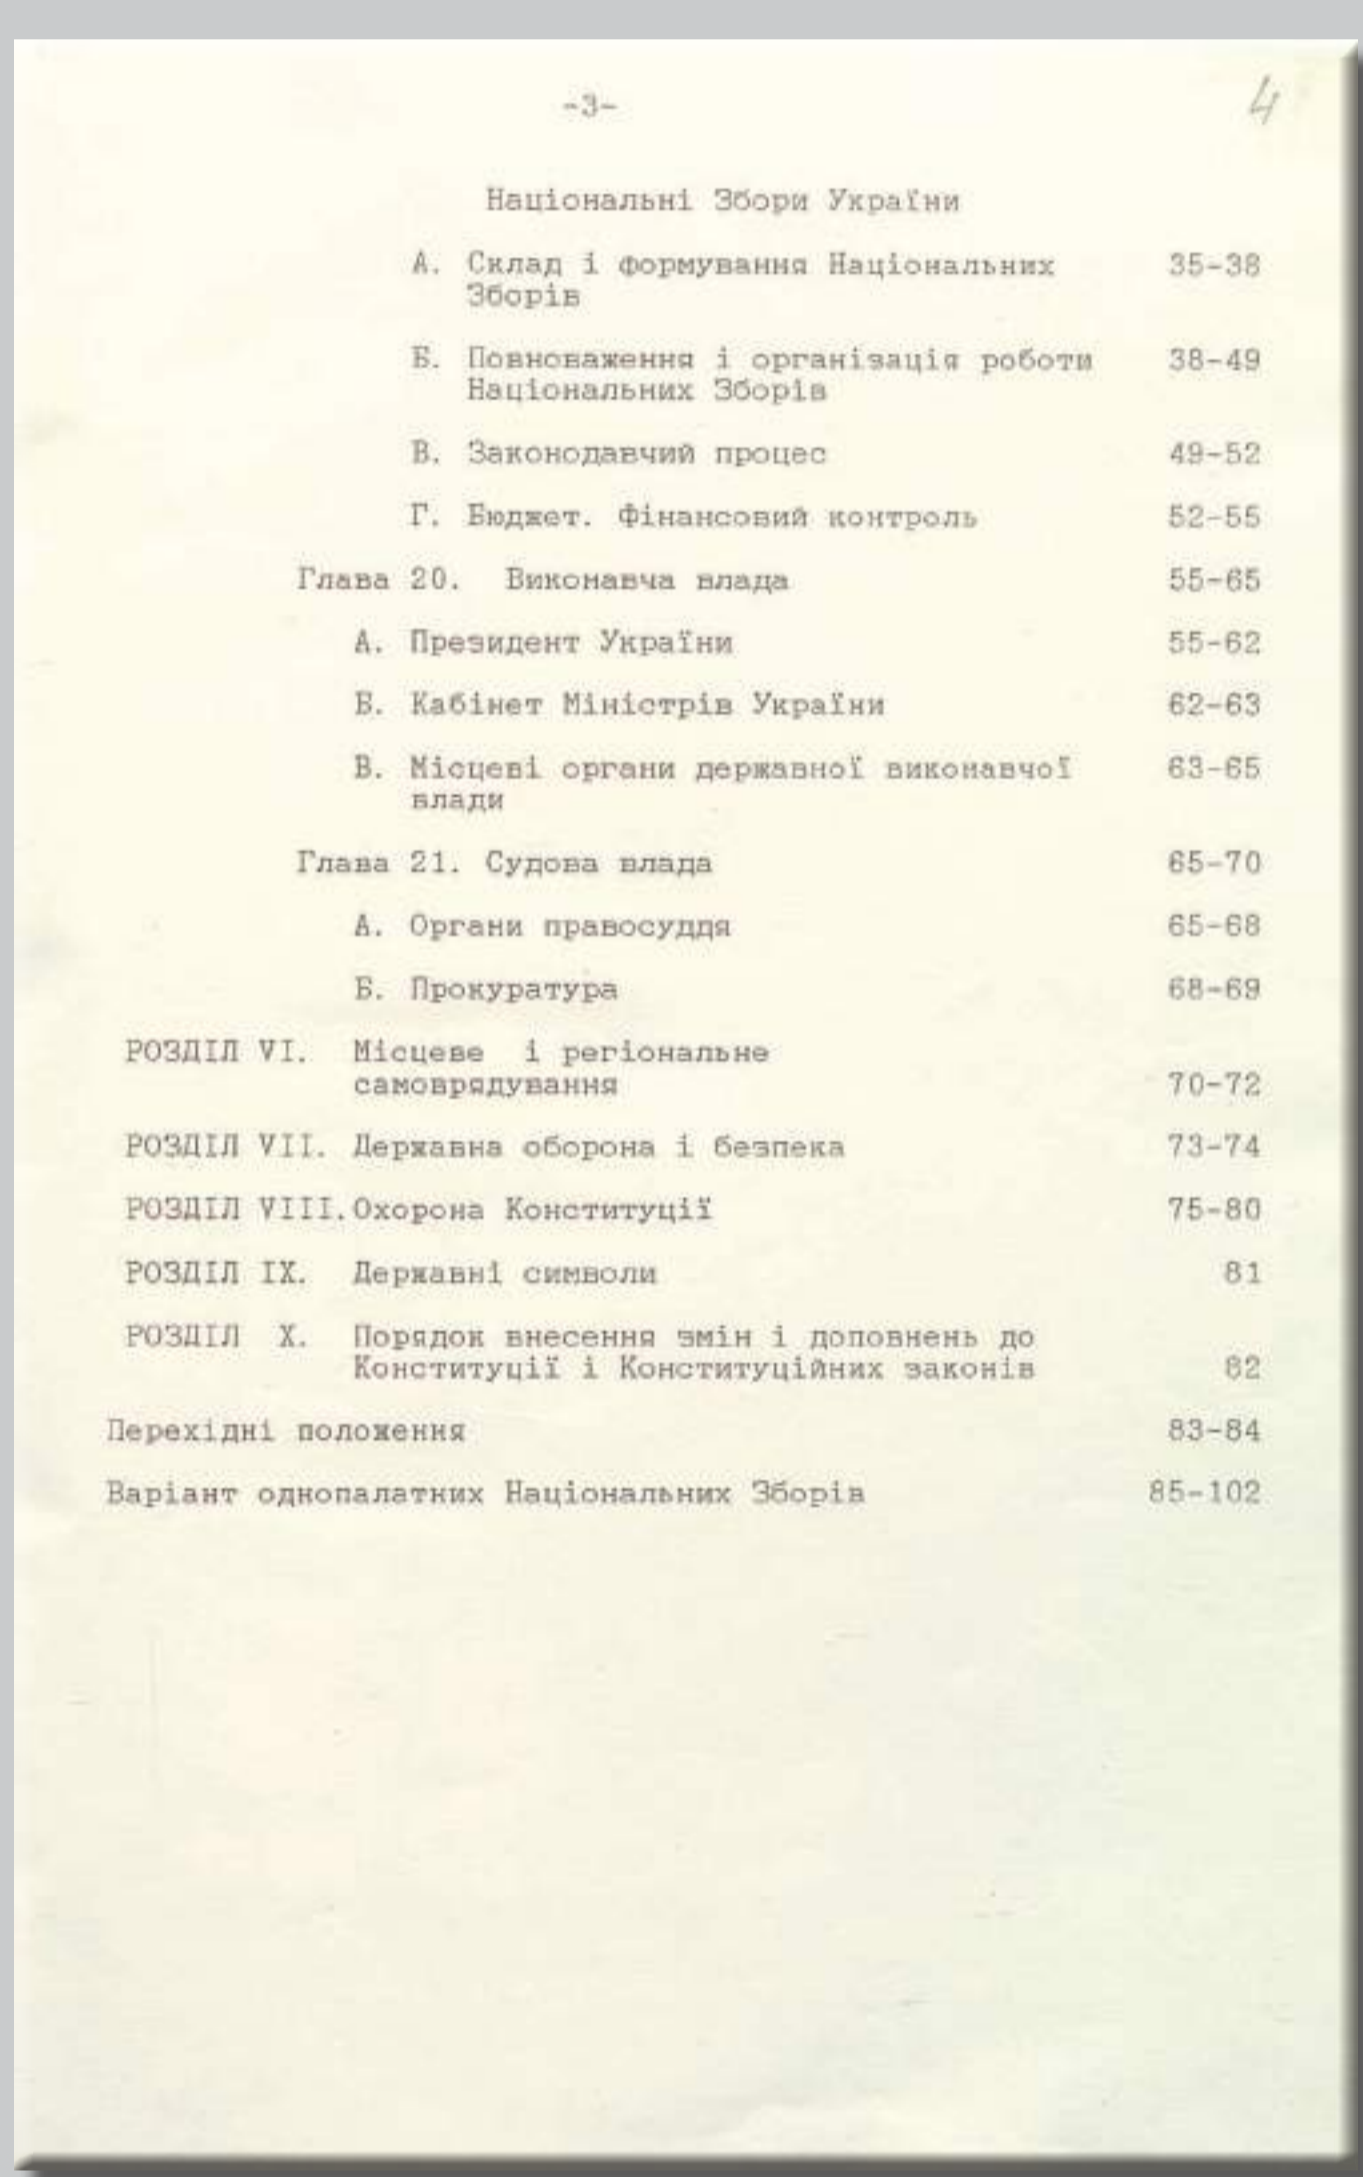 -3-
4
Національні Збори України
А. Склад і формування Національних 35-38
Зборів
Б. Повноваження і організація роботи 38-49
Національних Зборів
В. Законодавчий процес 49-52
Г. Бюджет. Фінансовий контроль 52-55
Глава 20. Виконавча влада 55-65
А. Президент України 55-62
Б. Кабінет Міністрів України 62-63
В. Місцеві органи державної виконавчої 63-65
влади
Глава 21. Судова влада 65-70
А. Органи правосуддя 65-68
Б. Прокуратура 68-69
РОЗДІЛ VI. Місцеве і регіональне
самоврядування 70-72
РОЗДІЛ VII. Державна оборона і безпека 73-74
РОЗДІЛ VIII. Охорона Конституції 75-80
РОЗДІЛ IX. Державні символи 81
РОЗДІЛ X. Порядок внесення змін і доповнень до
Конституції і Конституційних законів 82
Перехідні положення 83-84
Варіант однопалатних Національних Зборів 85-102